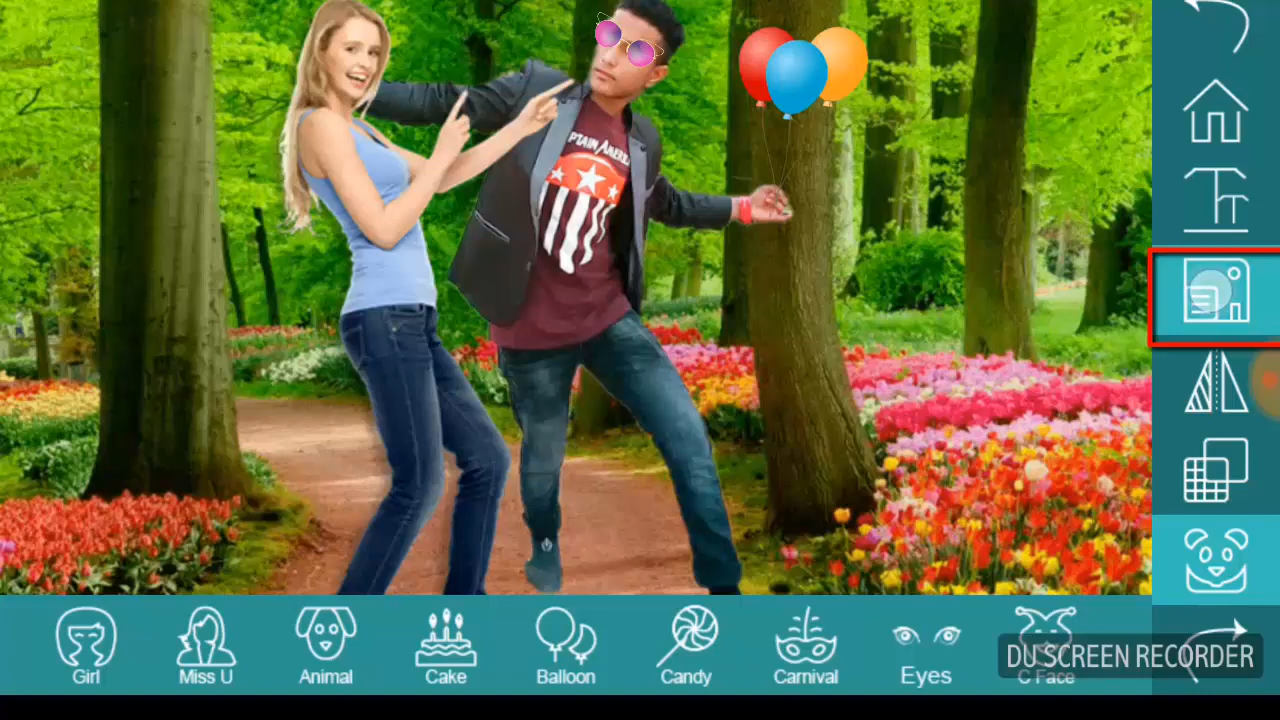 PTAIN AMERI
Girl
Miss U
Animal
Cake
Balloon
Candy
Carnival
Eyes
C Face
DU SCREEN RECORDER